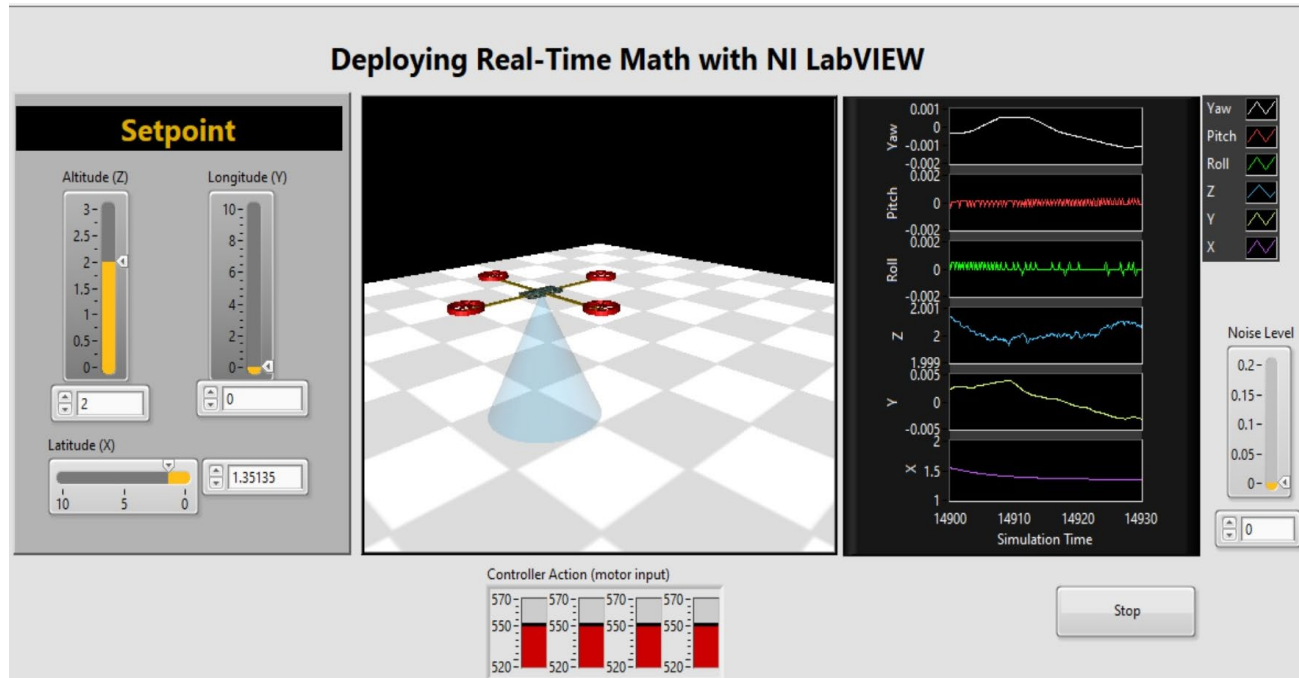 Deploying Real-Time Math with NI LabVIEW
Setpoint
Altitude (Z)
3
2.5
2
1.5
1
0.5
0
2
Longitude (Y)
10
8
6
4
2
0
0
Latitude (X)
10 5 0
1.35135
Yaw
0.001
0
-0.001
-0.002
Pitch
0.002
0
-0.002
Roll
0.002
0
-0.002
Z
2.001
2
1.999
Y
0.005
0
-0.005
X
2
1.5
1
14900 14910 14920 14930
Simulation Time
Yaw
Pitch
Roll
Z
Y
X
Noise Level
0.2
0.15
0.1
0.05
0
0
Controller Action (motor input)
570 570 570 570
550 550 550 550
520 520 520 520
Stop